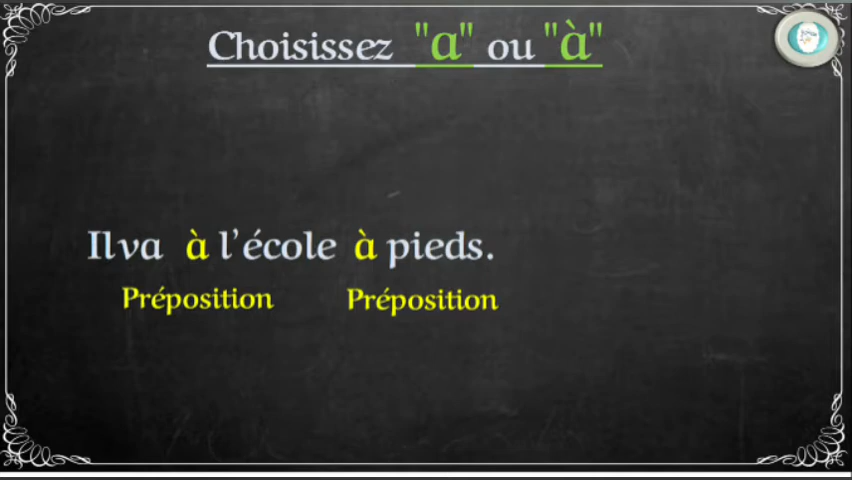 Choisissez "a" ou "à"
Il va à l'école à pieds.
Préposition Préposition